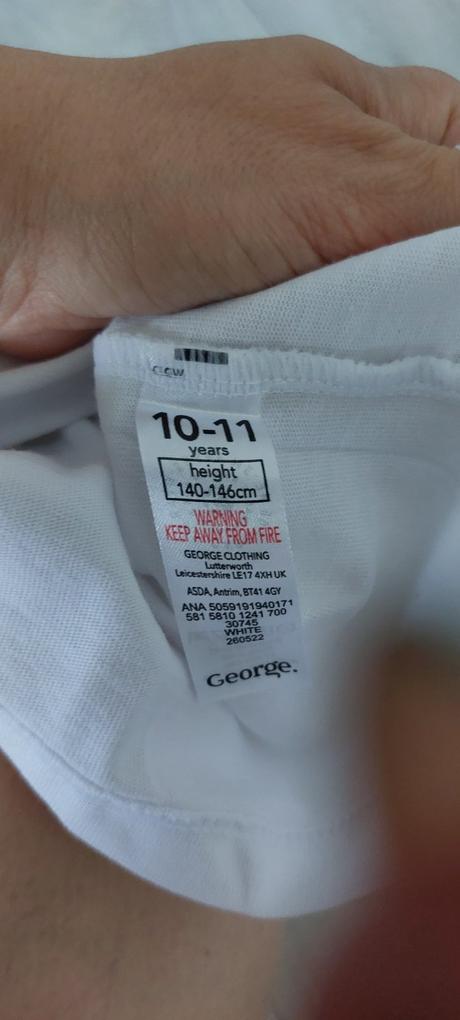 10-11
years
height
140-146cm
WARNING
KEEP AWAY FROM FIRE
GEORGE CLOTHING
Lutterworth
Leicestershire LE17 4XH UK
ASDA, Antrim, BT41 4GY
ANA 5059191940171
581 5810 1241 700
30745
WHITE
260522
George.